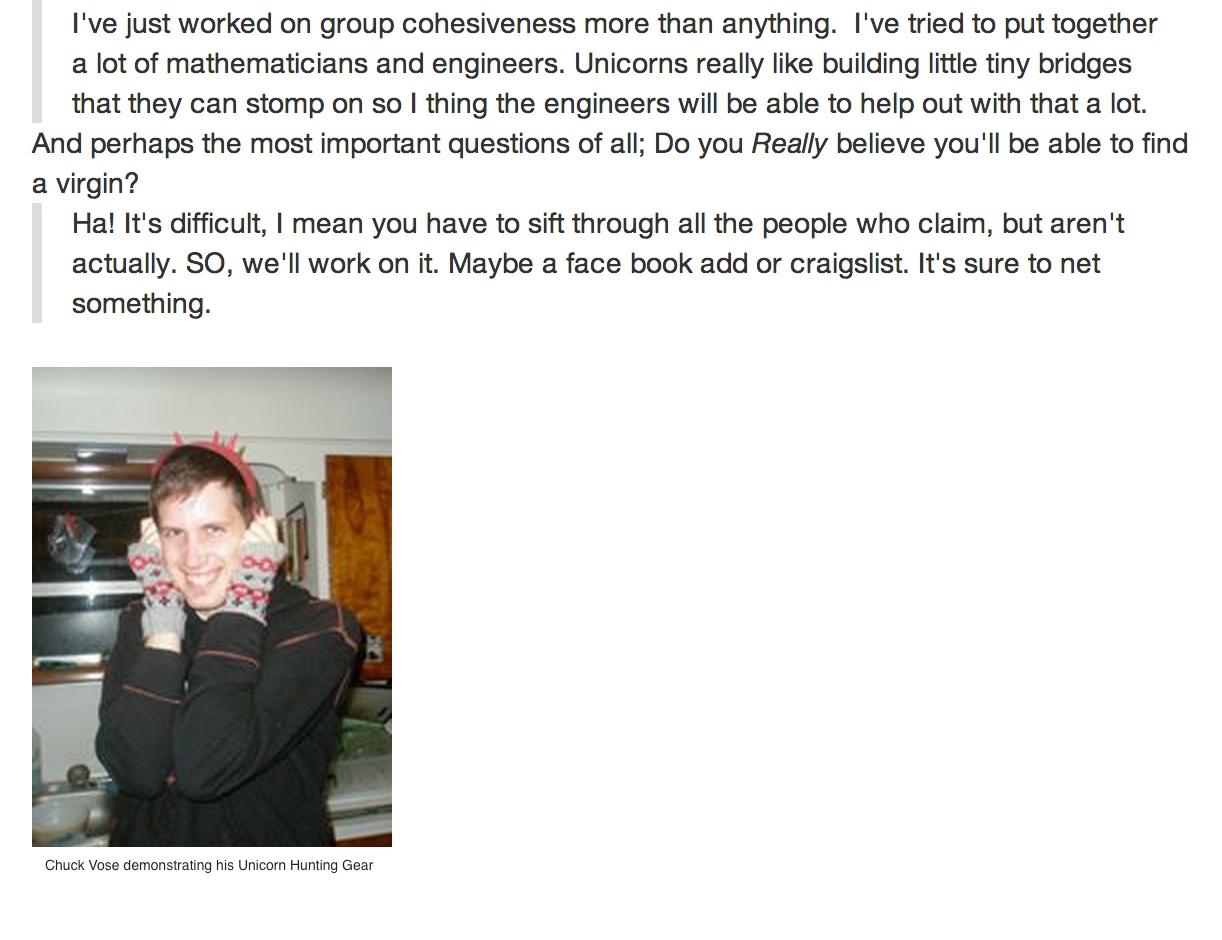 I've just worked on group cohesiveness more than anything.  I've tried to put together
a lot of mathematicians and engineers. Unicorns really like building little tiny bridges
that they can stomp on so I thing the engineers will be able to help out with that a lot.
And perhaps the most important questions of all; Do you Really believe you'll be able to find
a virgin?
Ha! It's difficult, I mean you have to sift through all the people who claim, but aren't
actually. SO, we'll work on it. Maybe a face book add or craigslist. It's sure to net
something.
Chuck Vose demonstrating his Unicorn Hunting Gear